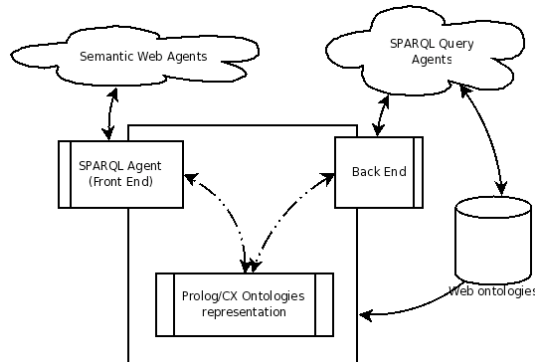 Semantic Web Agents
SPARQL Query
Agents
SPARQL Agent
(Front End)
Back End
Prolog/CX Ontologies
representation
Web ontologies